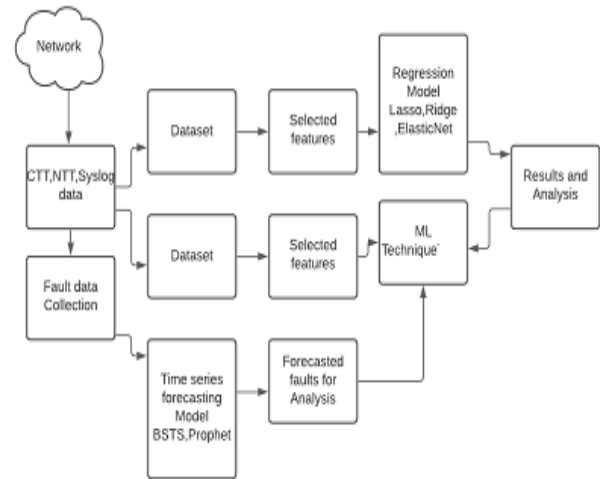 Network
CTT,NTT,Syslog
data
Fault data
Collection
Dataset
Selected
features
Regression
Model
Lasso,Ridge
,ElasticNet
Results and
Analysis
Dataset
Selected
features
ML
Technique`
Time series
forecasting
Model
BSTS,Prophet
Forecasted
faults for
Analysis